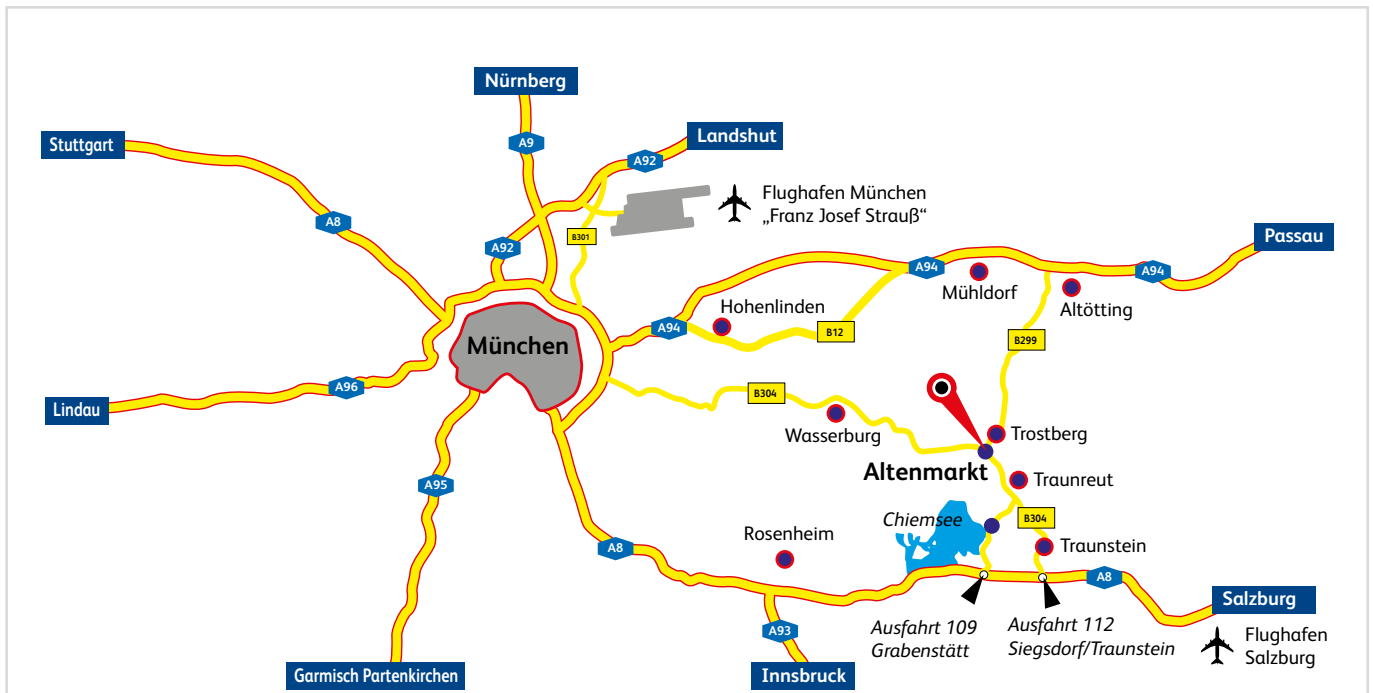 Nürnberg
Stuttgart
A9
Landshut
A92
A8
Flughafen München
„Franz Josef Strauß“
B301
A92
Passau
A94
A94
Mühldorf
Altötting
Hohenlinden
A94
B12
B299
München
A96
Lindau
B304
Wasserburg
Trostberg
Altenmarkt
Traunreut
A95
Chiemsee
B304
Rosenheim
A8
Traunstein
A8
Salzburg
A93
Ausfahrt 109
Grabenstätt
Ausfahrt 112
Siegsdorf/Traunstein
Flughafen
Salzburg
Garmisch Partenkirchen
Innsbruck